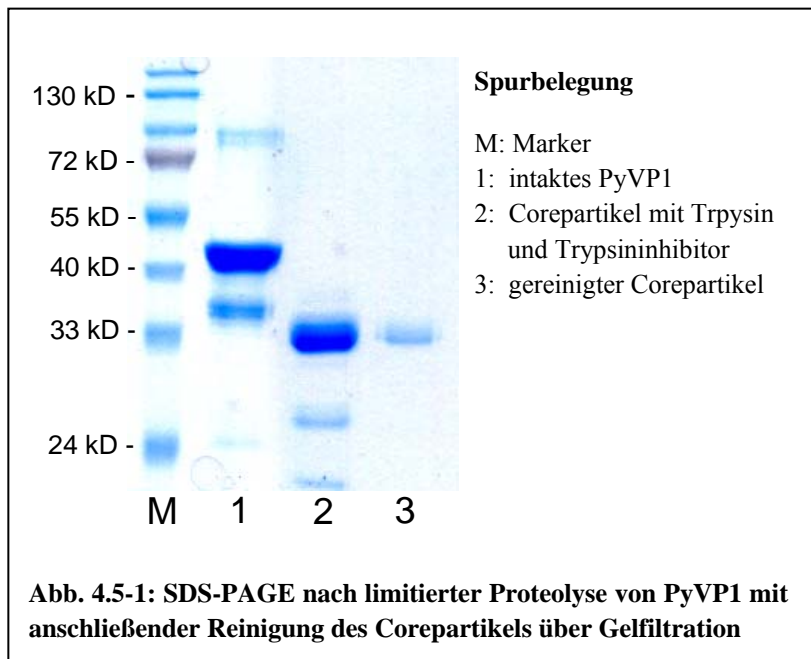 130 kD -
72 kD -
55 kD -
40 kD -
33 kD -
24 kD -
M 1 2 3
Spurbelegung
M: Marker
1: intaktes PyVP1
2: Corepartikel mit Trpysin
und Trypsininhibitor
3: gereinigter Corepartikel
Abb. 4.5-1: SDS-PAGE nach limitierter Proteolyse von PyVP1 mit
anschließender Reinigung des Corepartikels über Gelfiltration